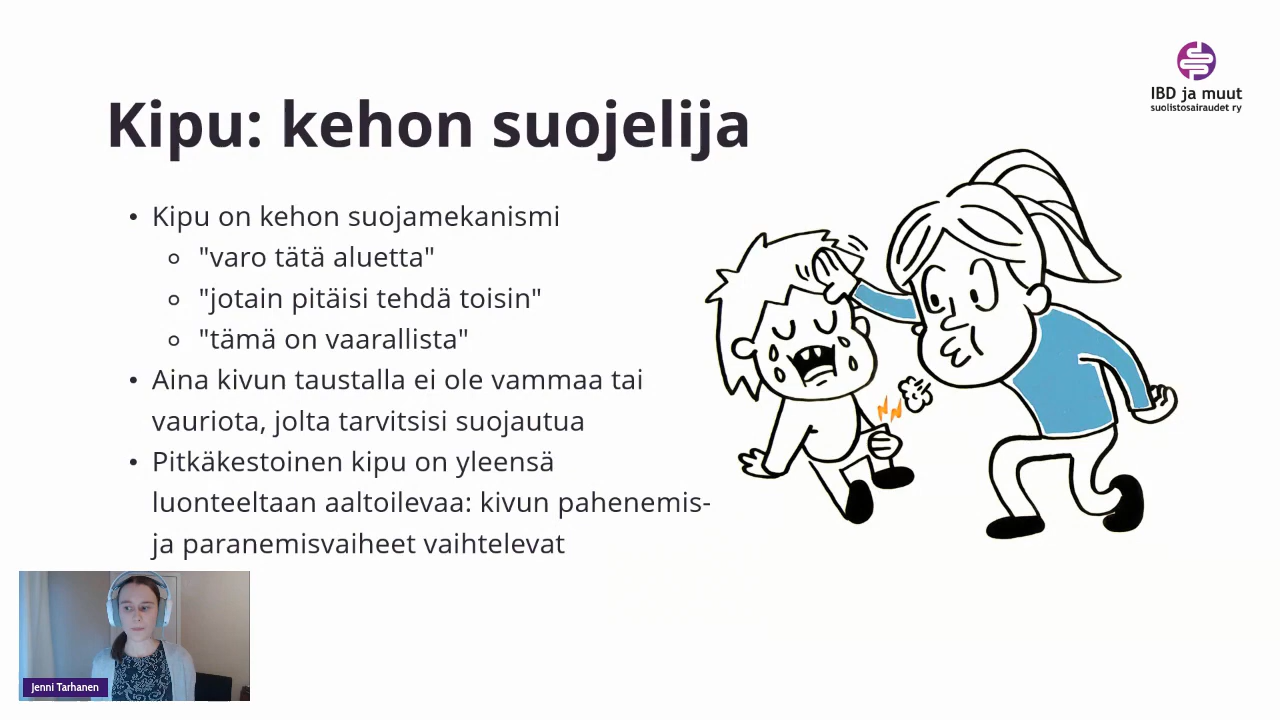 IBD ja muut
suolistosairaudet ry
Kipu: kehon suojelija
• Kipu on kehon suojamekanismi
◦ "varo tätä aluetta"
◦ "jotain pitäisi tehdä toisin"
◦ "tämä on vaarallista"
• Aina kivun taustalla ei ole vammaa tai
vauriota, jolta tarvitsisi suojautua
• Pitkäkestoinen kipu on yleensä
luonteeltaan aaltoilevaa: kivun pahenemis-
ja paranemisvaiheet vaihtelevat
Jenni Tarhanen